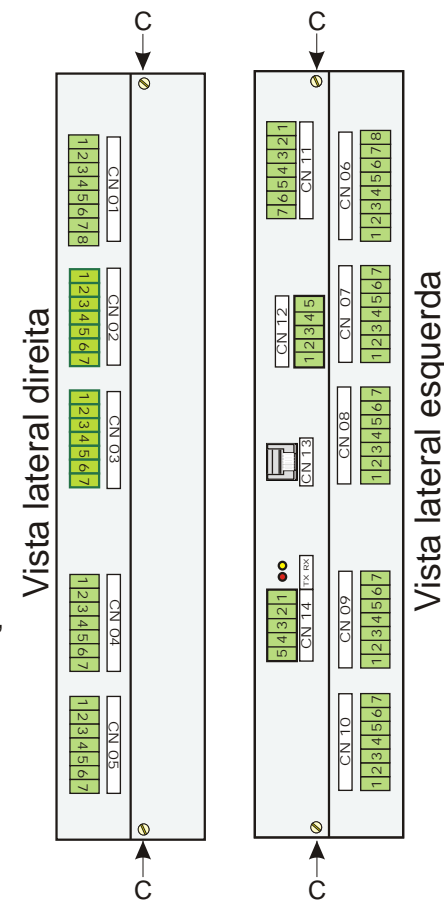 C
C
Vista lateral direita
1 2 3 4 5 6 7 8
CN 01
1 2 3 4 5 6 7
CN 02
1 2 3 4 5 6 7
CN 03
1 2 3 4 5 6 7
CN 04
1 2 3 4 5 6 7
CN 05
C
7 6 5 4 3 2 1
CN 11
CN 12
1 2 3 4 5
CN 13
TX RX
5 4 3 2 1
CN 14
CN 06
1 2 3 4 5 6 7 8
CN 07
1 2 3 4 5 6 7
CN 08
1 2 3 4 5 6 7
CN 09
1 2 3 4 5 6 7
CN 10
1 2 3 4 5 6 7
Vista lateral esquerda
C